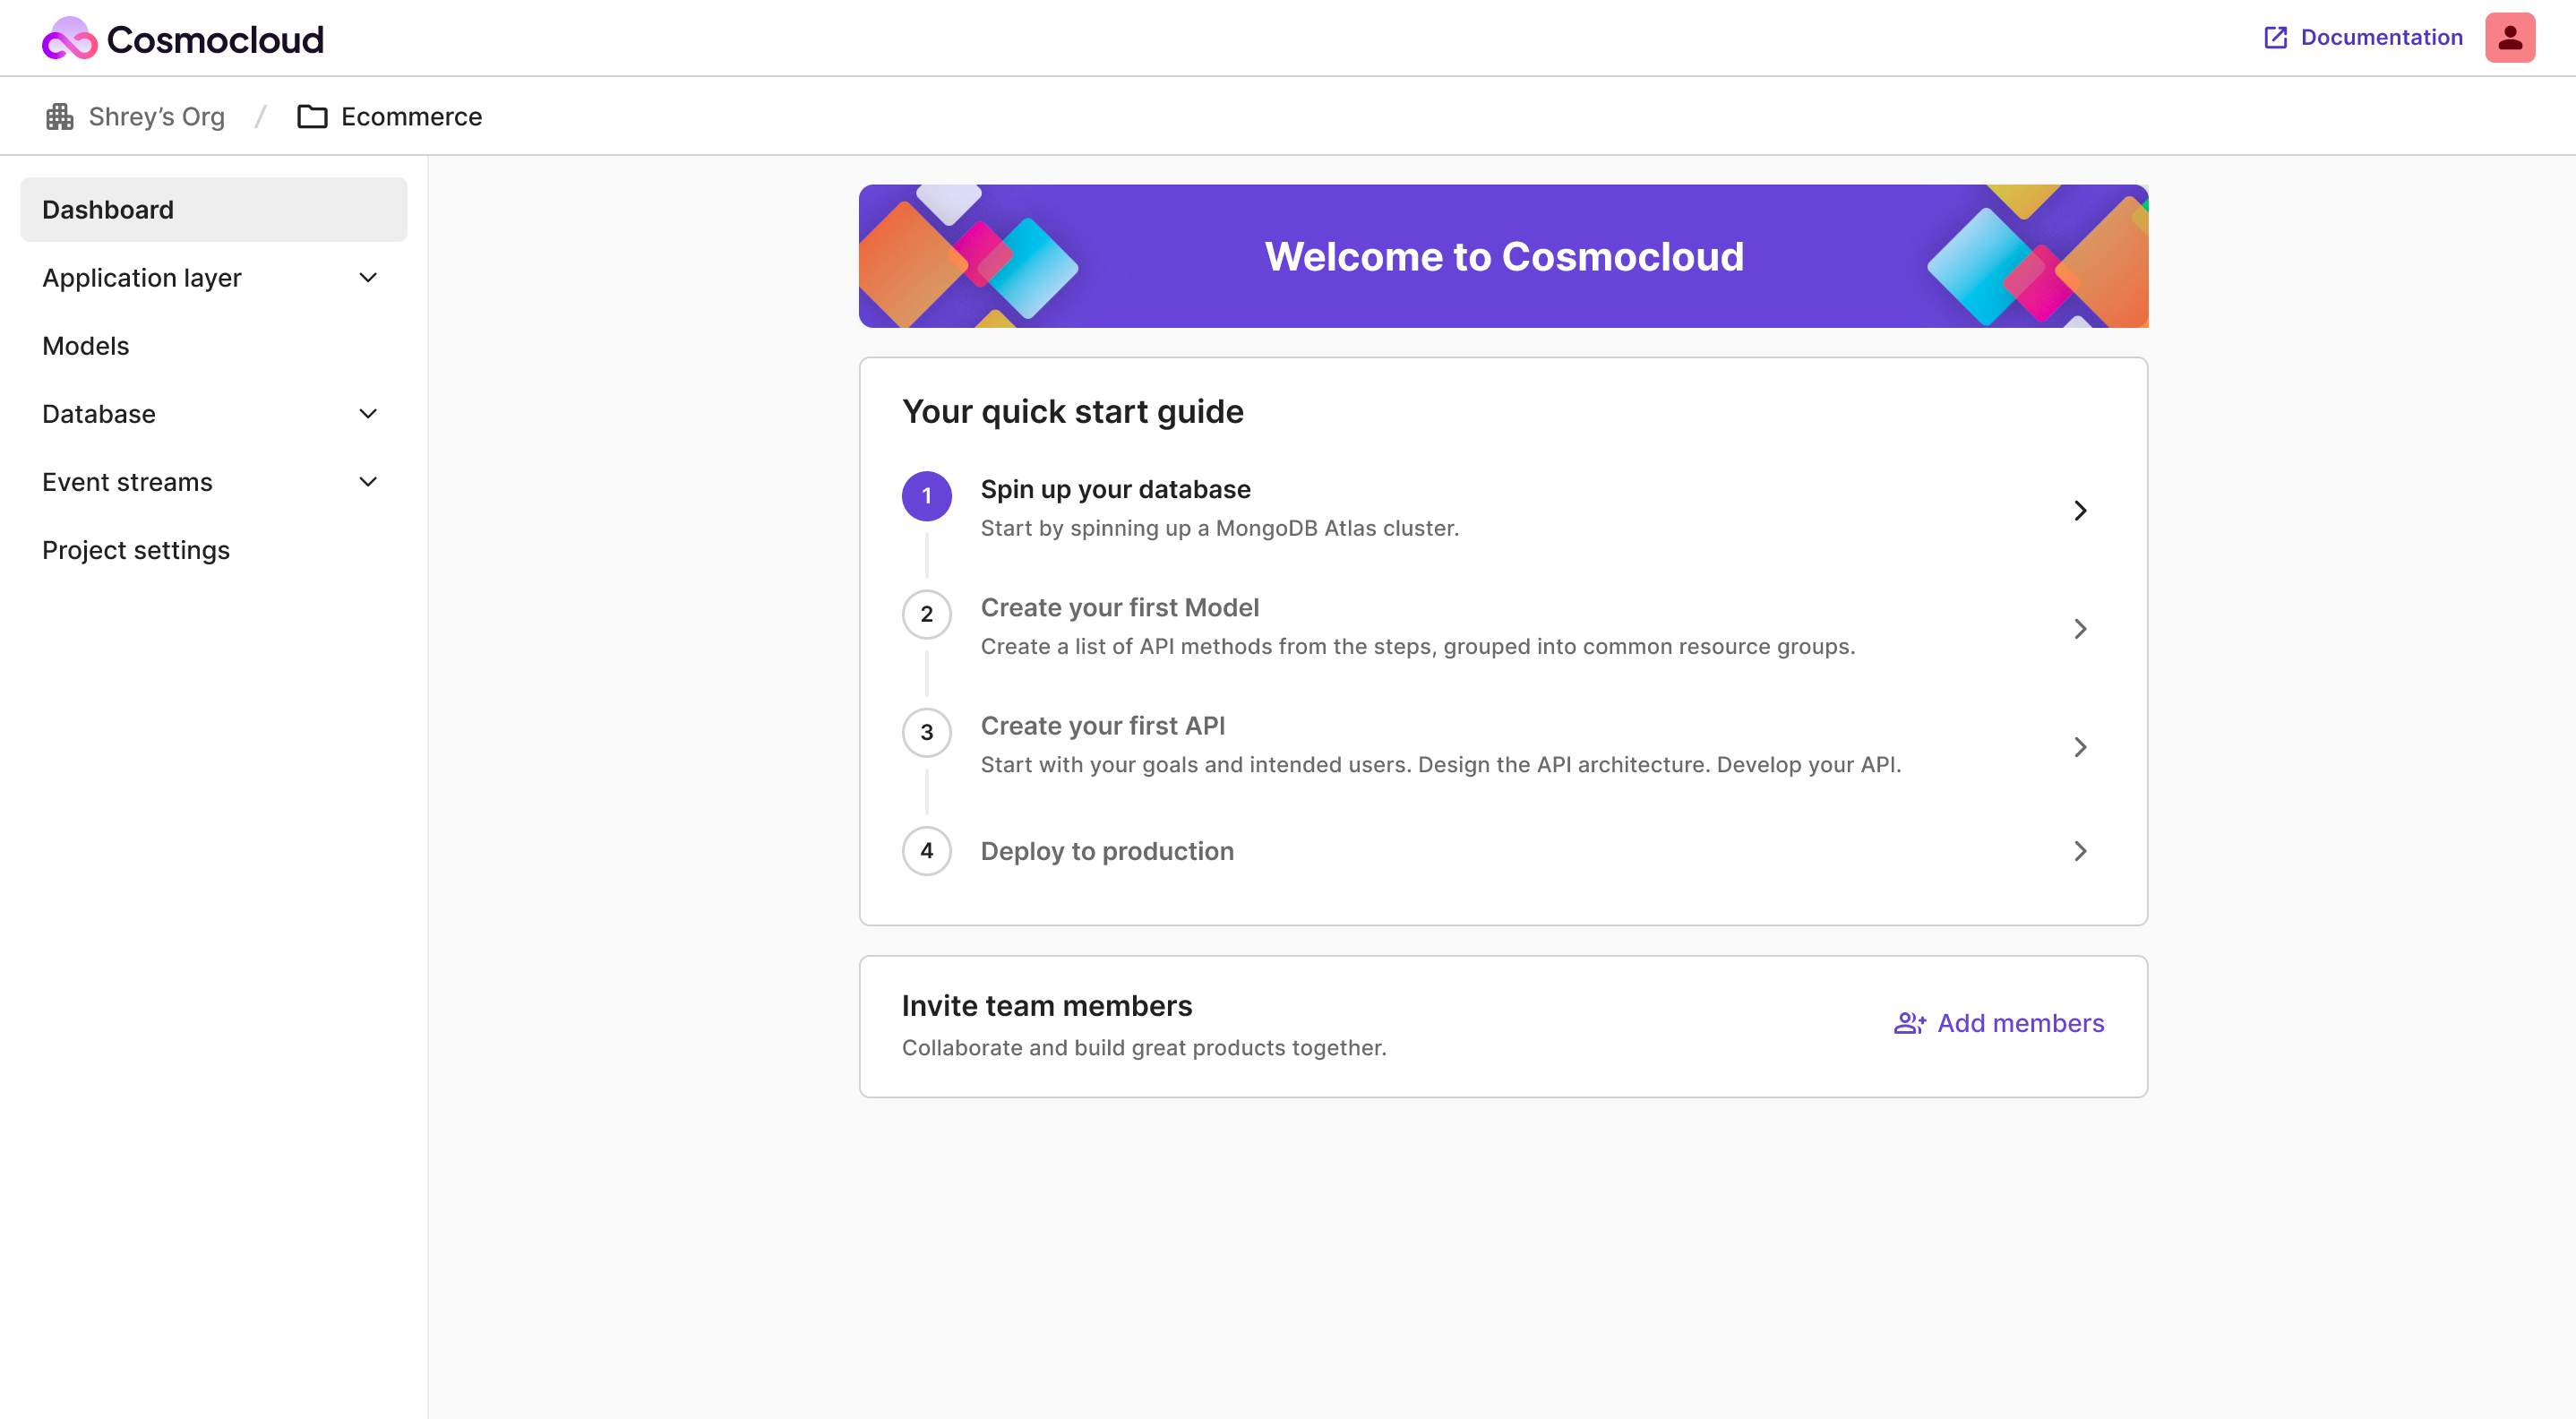 Cosmocloud
Documentation
Shrey’s Org / Ecommerce
Dashboard
Application layer
Models
Database
Event streams
Project settings
Welcome to Cosmocloud
Your quick start guide
1
Spin up your database
Start by spinning up a MongoDB Atlas cluster.
2
Create your first Model
Create a list of API methods from the steps, grouped into common resource groups.
3
Create your first API
Start with your goals and intended users. Design the API architecture. Develop your API.
4
Deploy to production
Invite team members
Collaborate and build great products together.
Add members